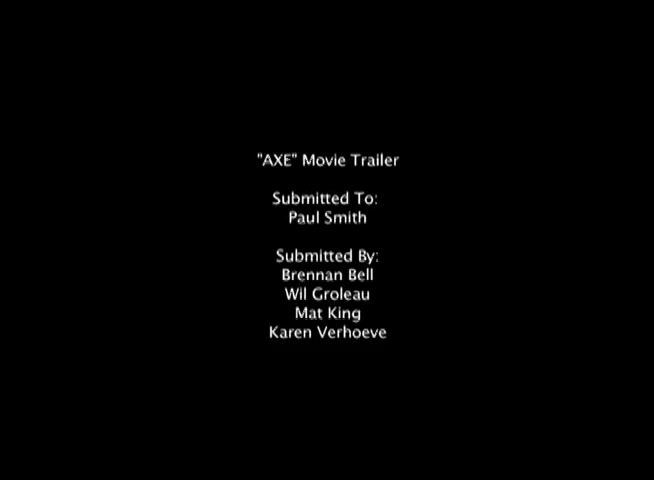 "AXE" Movie Trailer
Submitted To:
Paul Smith
Submitted By:
Brennan Bell
Wil Groleau
Mat King
Karen Verhoeve